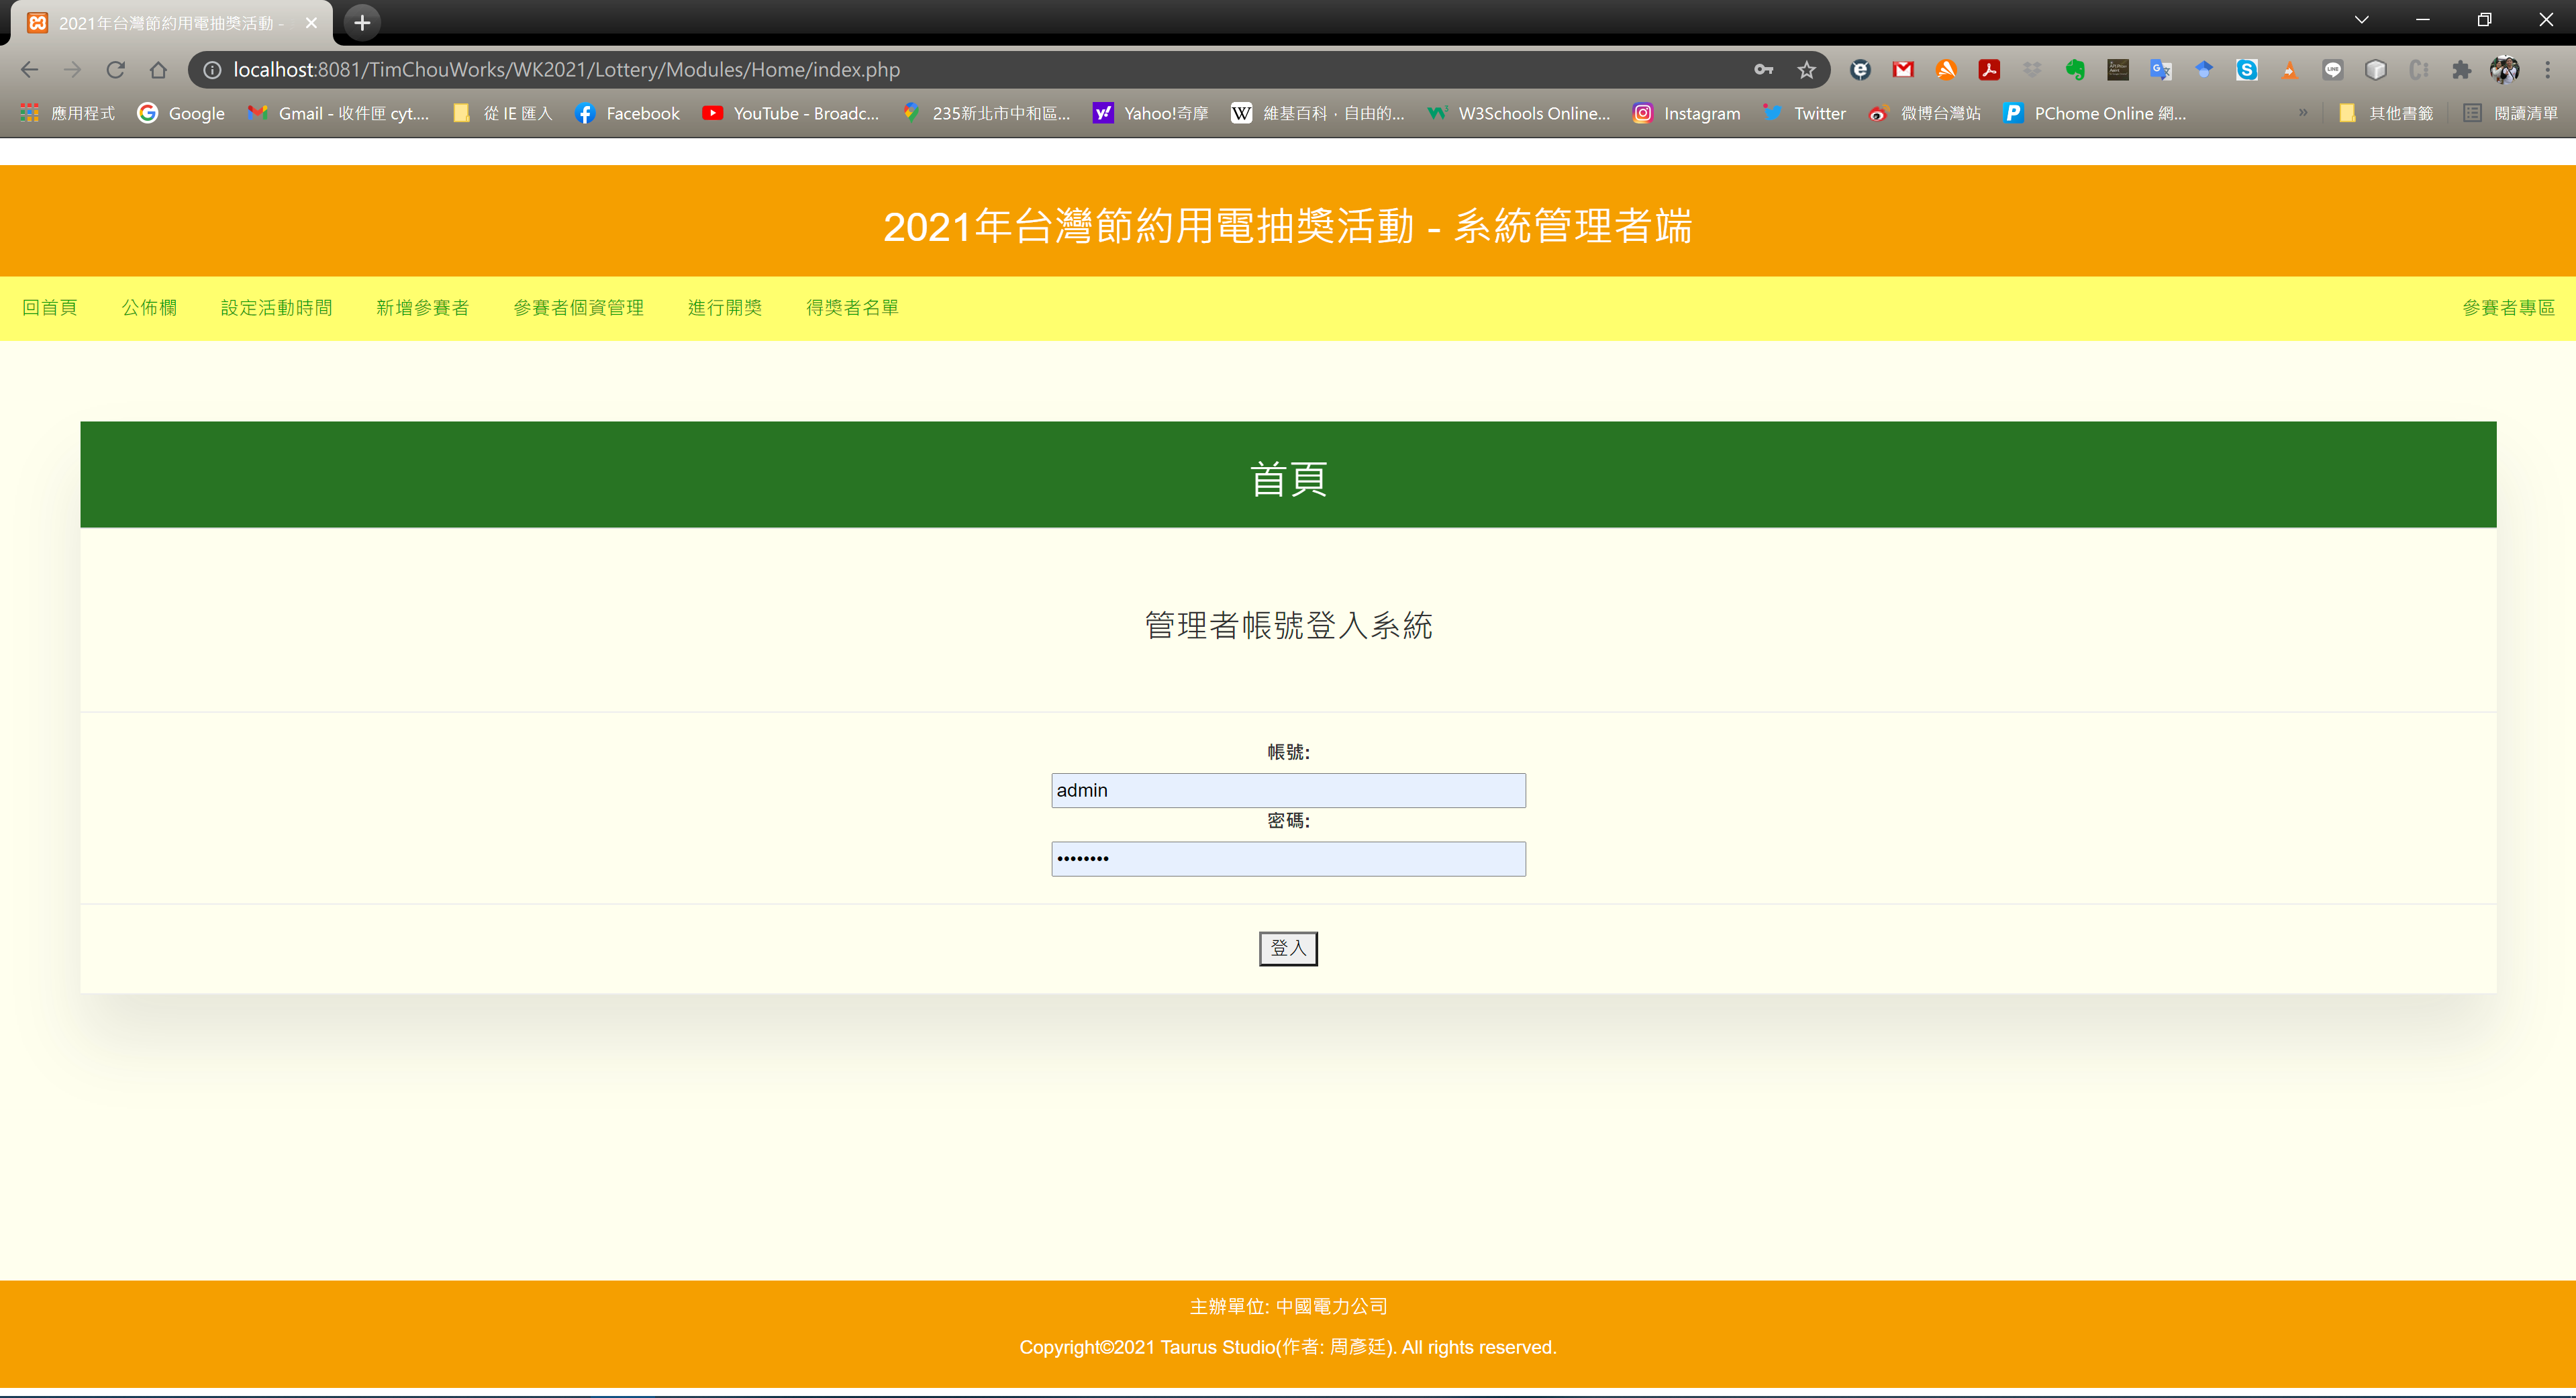 2021年台灣節約用電抽獎活動 -
localhost:8081/TimChouWorks/WK2021/Lottery/Modules/Home/index.php
應用程式 Google Gmail - 收件匣 cyt.... 從 IE 匯入 Facebook YouTube - Broadc... 235新北市中和區... Yahoo!奇摩 維基百科，自由的... W3Schools Online... Instagram Twitter 微博台灣站 PChome Online 網... » 其他書籤 閱讀清單
2021年台灣節約用電抽獎活動 - 系統管理者端
回首頁 公佈欄 設定活動時間 新增參賽者 參賽者個資管理 進行開獎 得獎者名單 參賽者專區
首頁
管理者帳號登入系統
帳號:
admin
密碼:
••••••••
登入
主辦單位: 中國電力公司
Copyright©2021 Taurus Studio(作者: 周彥廷). All rights reserved.